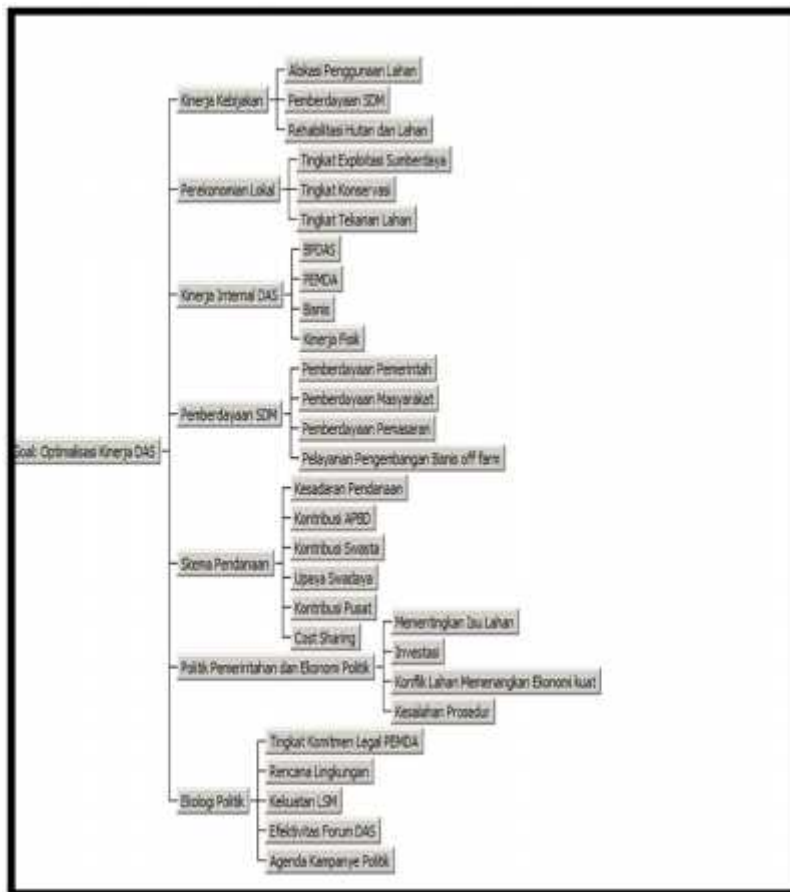 Alokasi Penggunaan Lahan
Kinerja Kebijakan
Pemberdayaan SDM
Rehabilitasi Hutan dan Lahan
Tingkat Exploitasi Sumberdaya
Perekonomian Lokal
Tingkat Konservasi
Tingkat Tekanan Lahan
BPDAS
PEMDA
Kinerja Internal DAS
Bisnis
Kinerja Fisik
Pemberdayaan Pemerintah
Pemberdayaan Masyarakat
Pemberdayaan SDM
Pemberdayaan Pemasaran
Goal: Optimalisasi Kinerja DAS
Pelayanan Pengembangan Bisnis off farm
Kesadaran Pendanaan
Kontribusi APBD
Kontribusi Swasta
Skema Pendanaan
Upaya Swadaya
Kontribusi Pusat
Cost Sharing
Mementingkan Isu Lahan
Investasi
Politik Pemerintahan dan Ekonomi Politik
Konflik Lahan Memenangkan Ekonomi kuat
Kesalahan Prosedur
Tingkat Komitmen Legal PEMDA
Rencana Lingkungan
Ekologi Politik
Kekuatan LSM
Efektivitas Forum DAS
Agenda Kampanye Politik